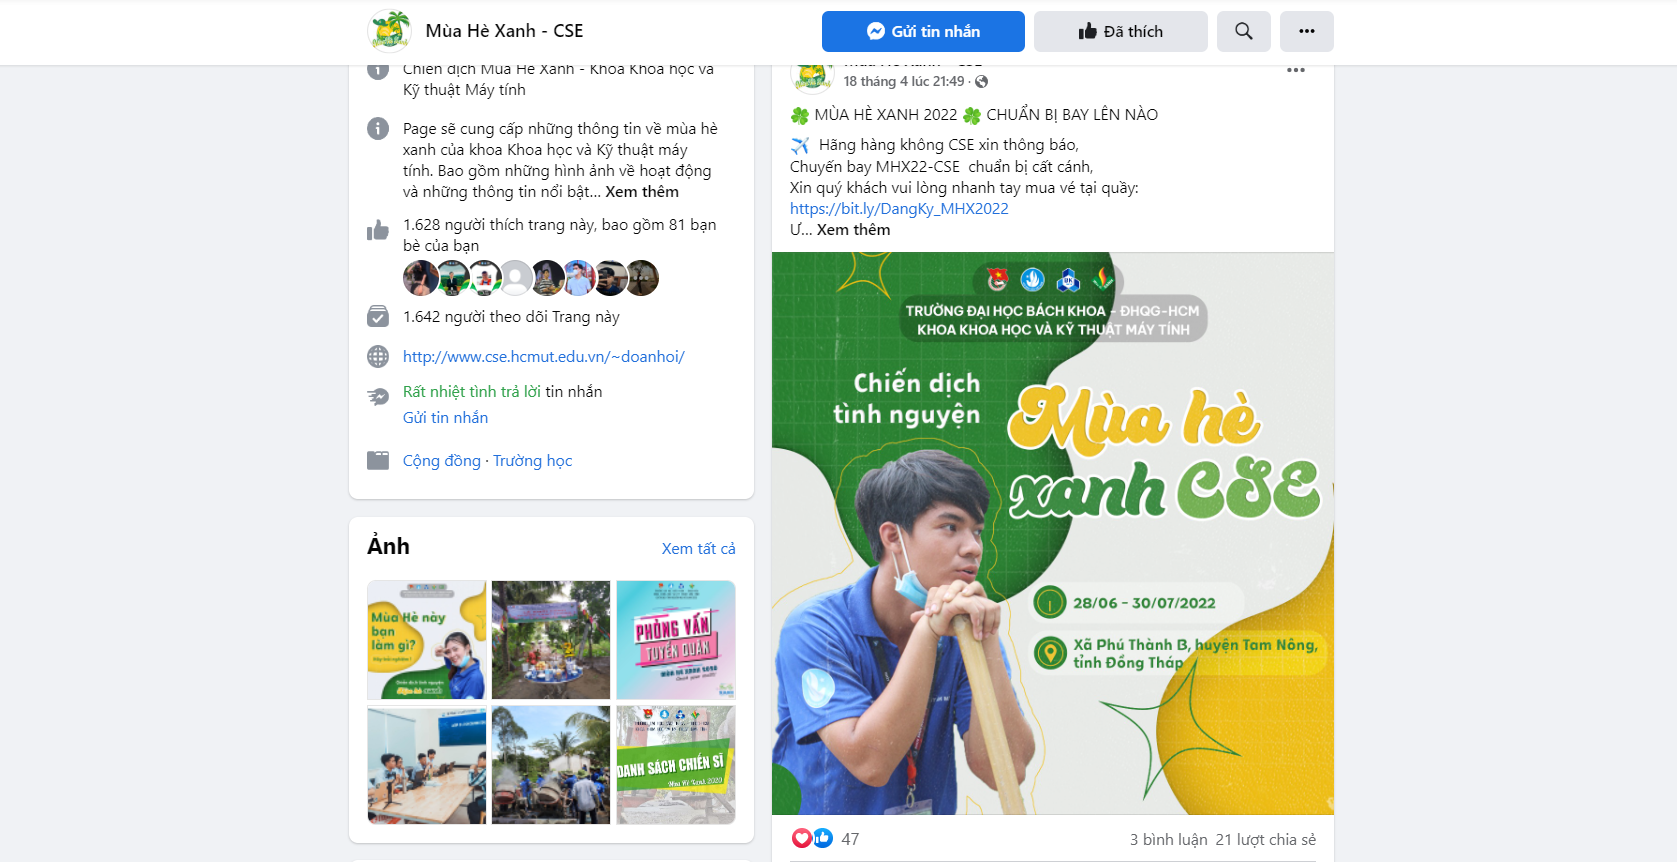 Mùa Hè Xanh - CSE
Gửi tin nhắn
Đã thích
Chiến dịch Mùa Hè Xanh - Khoa Khoa học và
Kỹ thuật Máy tính
Page sẽ cung cấp những thông tin về mùa hè
xanh của khoa Khoa học và Kỹ thuật máy
tính. Bao gồm những hình ảnh về hoạt động
và những thông tin nổi bật... Xem thêm
1.628 người thích trang này, bao gồm 81 bạn
bè của bạn
1.642 người theo dõi Trang này
http://www.cse.hcmut.edu.vn/~doanhoi/
Rất nhiệt tình trả lời tin nhắn
Gửi tin nhắn
Cộng đồng · Trường học
Ảnh
Xem tất cả
Mùa Hè này
bạn
làm gì?
PHỎNG VẤN
TUYỂN QUÂN
MÙA HÈ XANH 2020
DANH SÁCH CHIẾN SĨ
Mùa Hè Xanh 2020
Mùa Hè Xanh - CSE
18 tháng 4 lúc 21:49 ·
MÙA HÈ XANH 2022 CHUẨN BỊ BAY LÊN NÀO
Hãng hàng không CSE xin thông báo,
Chuyến bay MHX22-CSE chuẩn bị cất cánh,
Xin quý khách vui lòng nhanh tay mua vé tại quầy:
https://bit.ly/DangKy_MHX2022
Ư... Xem thêm
TRƯỜNG ĐẠI HỌC BÁCH KHOA - ĐHQG-HCM
KHOA KHOA HỌC VÀ KỸ THUẬT MÁY TÍNH
Chiến dịch
tình nguyện
Mùa hè
xanh CSE
28/06 - 30/07/2022
Xã Phú Thành B, huyện Tam Nông,
tỉnh Đồng Tháp
47
3 bình luận 21 lượt chia sẻ